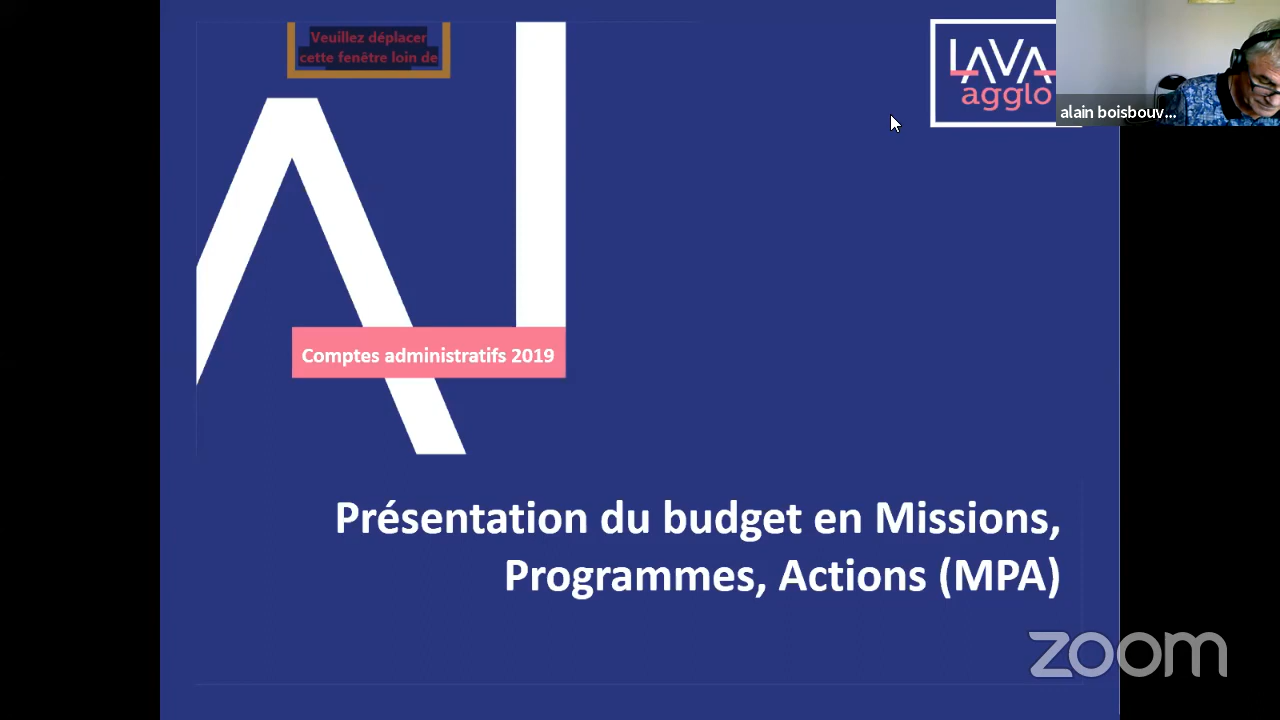 Veuillez déplacer
cette fenêtre loin de
LAVAL
agglo
alain boisbouv...
Comptes administratifs 2019
Présentation du budget en Missions,
Programmes, Actions (MPA)
zoom